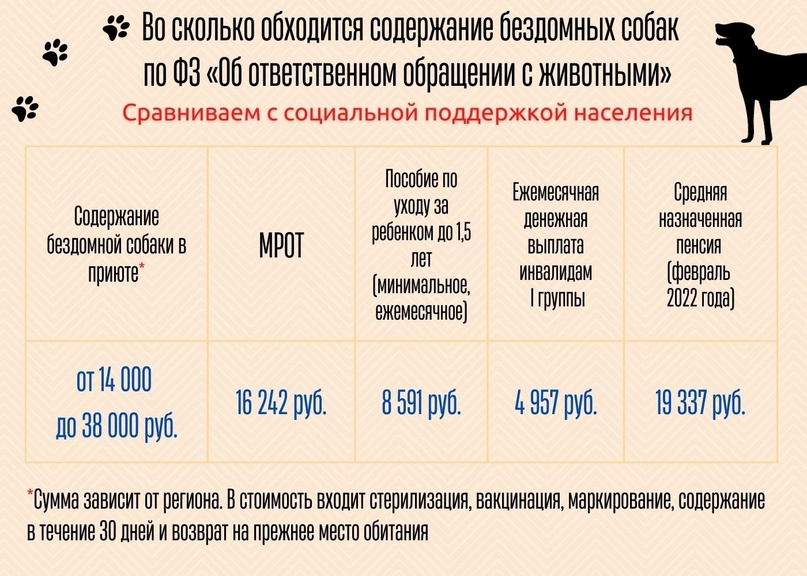 Во сколько обходится содержание бездомных собак
по ФЗ «Об ответственном обращении с животными»
Сравниваем с социальной поддержкой населения
Содержание
бездомной собаки в
приюте*
МРОТ
Пособие по
уходу за
ребенком до 1,5
лет
(минимальное,
ежемесячное)
Ежемесячная
денежная
выплата
инвалидам
I группы
Средняя
назначенная
пенсия
(февраль
2022 года)
от 14 000
до 38 000 руб.
16 242 руб.
8 591 руб.
4 957 руб.
19 337 руб.
*Сумма зависит от региона. В стоимость входит стерилизация, вакцинация, маркирование, содержание
в течение 30 дней и возврат на прежнее место обитания